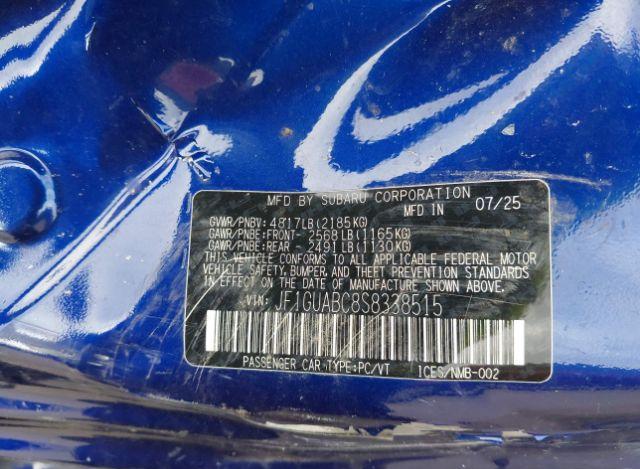 MFD BY SUBARU CORPORATION
MFD IN 07/25
GVWR/PNBV: 4817LB(2185KG)
GAWR/PNBE:FRONT- 2568LB(1165KG)
GAWR/PNBE:REAR 2491LB(1130KG)
THIS VEHICLE CONFORMS TO ALL APPLICABLE FEDERAL MOTOR
VEHICLE SAFETY, BUMPER, AND THEFT PREVENTION STANDARDS
IN EFFECT ON THE DATE OF MANUFACTURE SHOWN ABOVE.
VIN: JF1GUABC8S8338515
PASSENGER CAR TYPE:PC/VT ICES/NMB-002